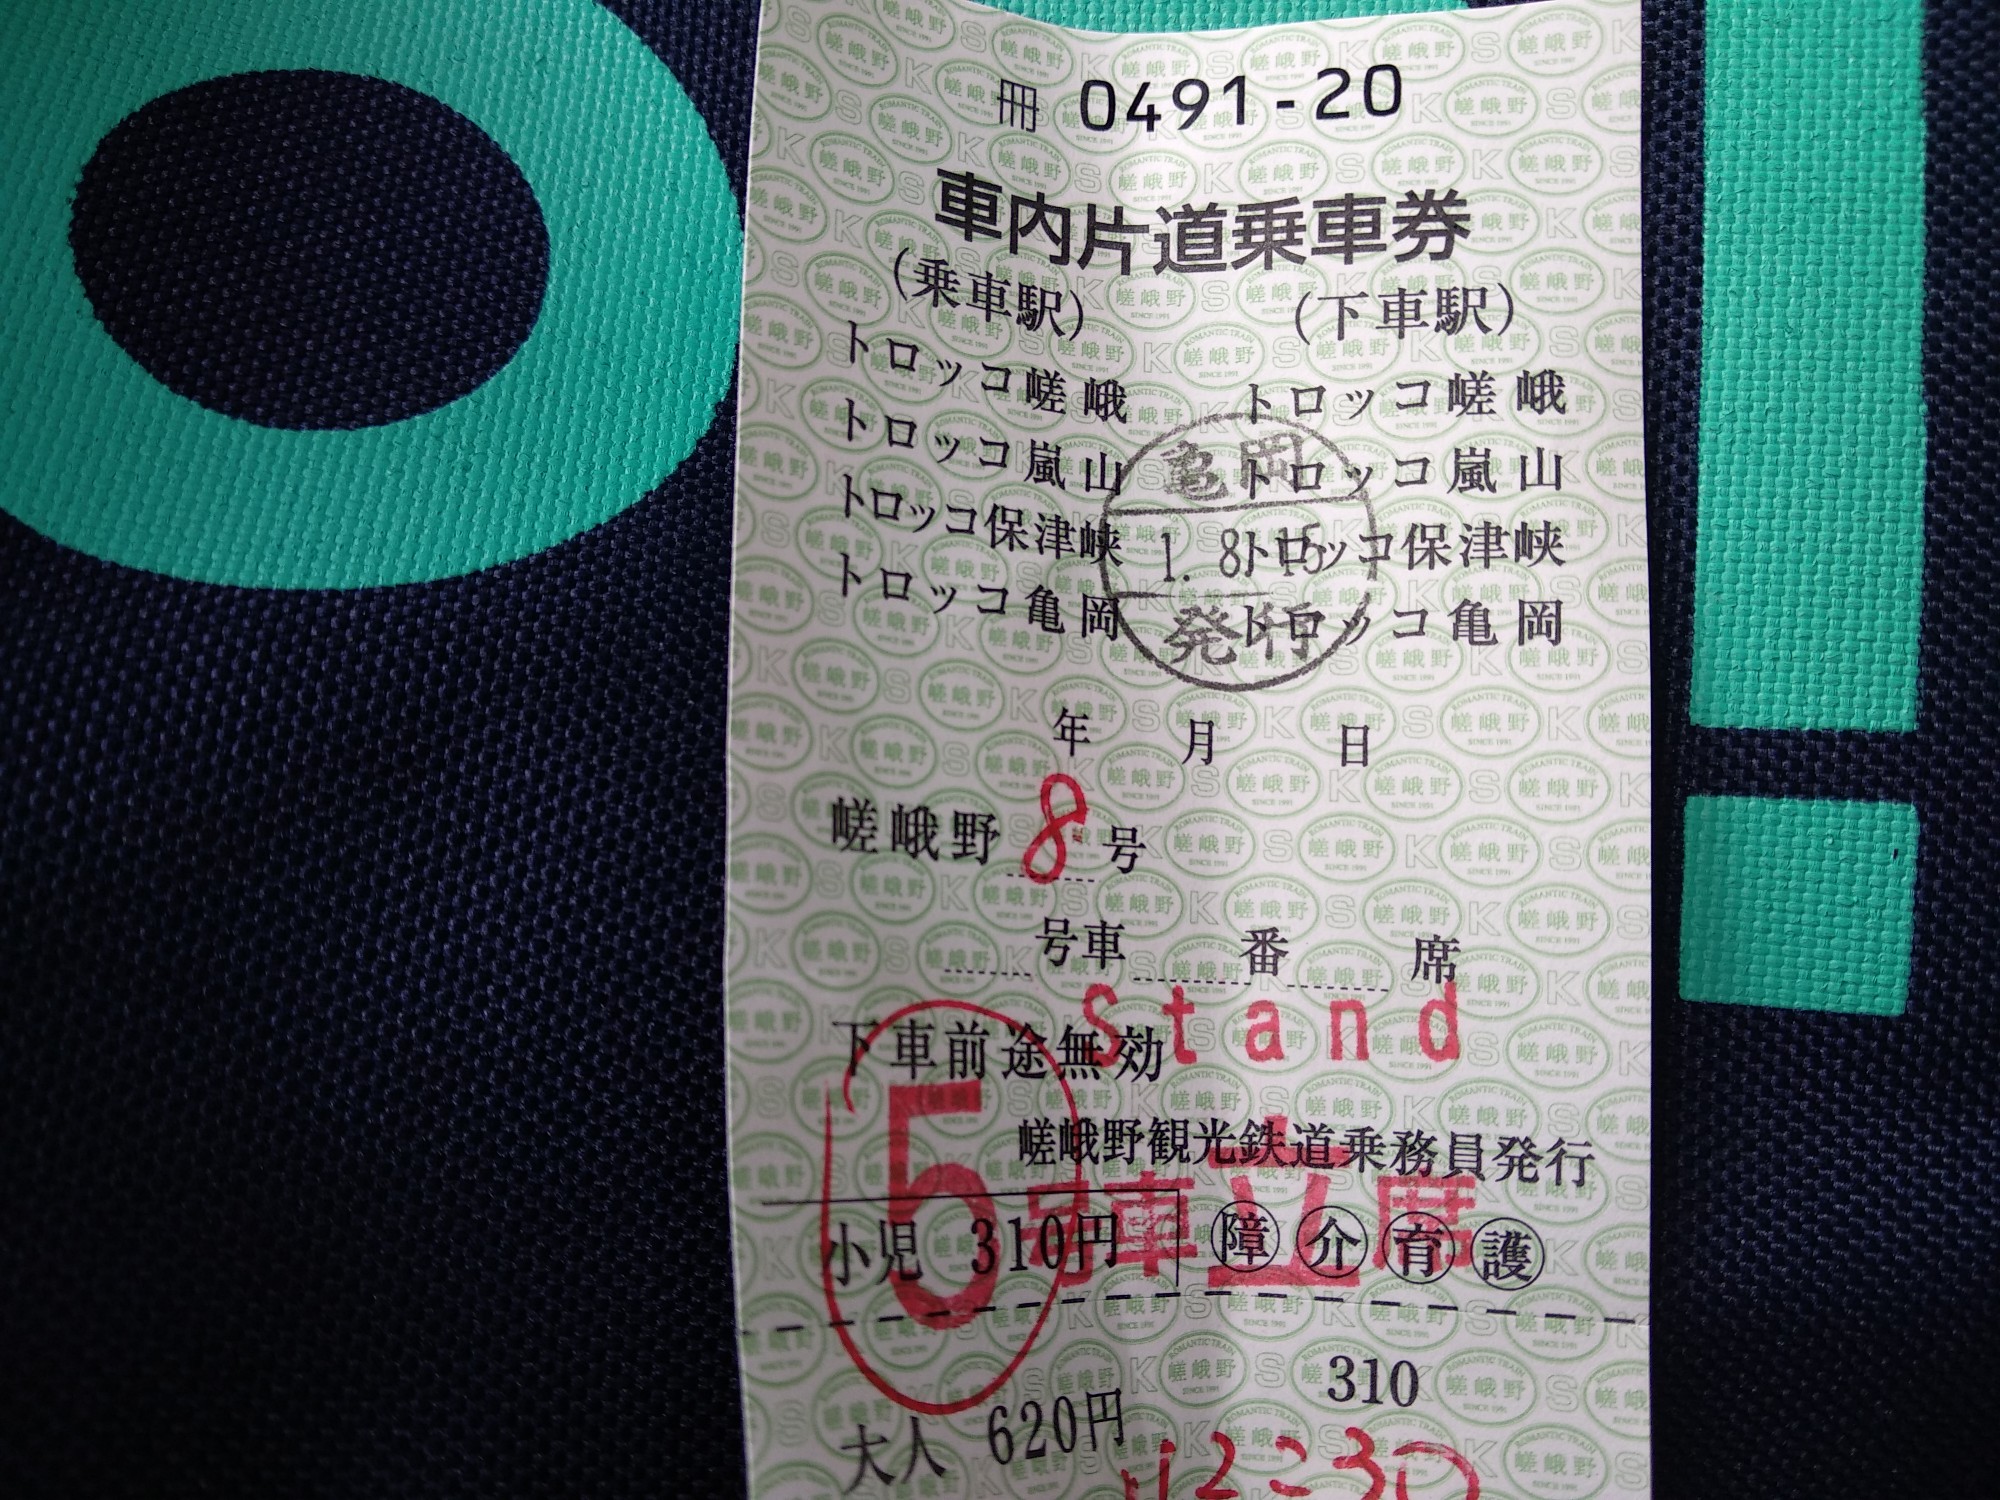 冊 0491-20
車内片道乗車券
(乗車駅) (下車駅)
トロッコ嵯峨 トロッコ嵯峨
トロッコ嵐山 トロッコ嵐山
トロッコ保津峡 トロッコ保津峡
トロッコ亀岡 トロッコ亀岡
亀岡
1. 8. 15
発行
年 月 日
嵯峨野 8 号
号車 番 席
Stand
下車前途無効
嵯峨野観光鉄道乗務員発行
5号車立席
小児 310円 障 介 育 護
310
大人 620円
12:30